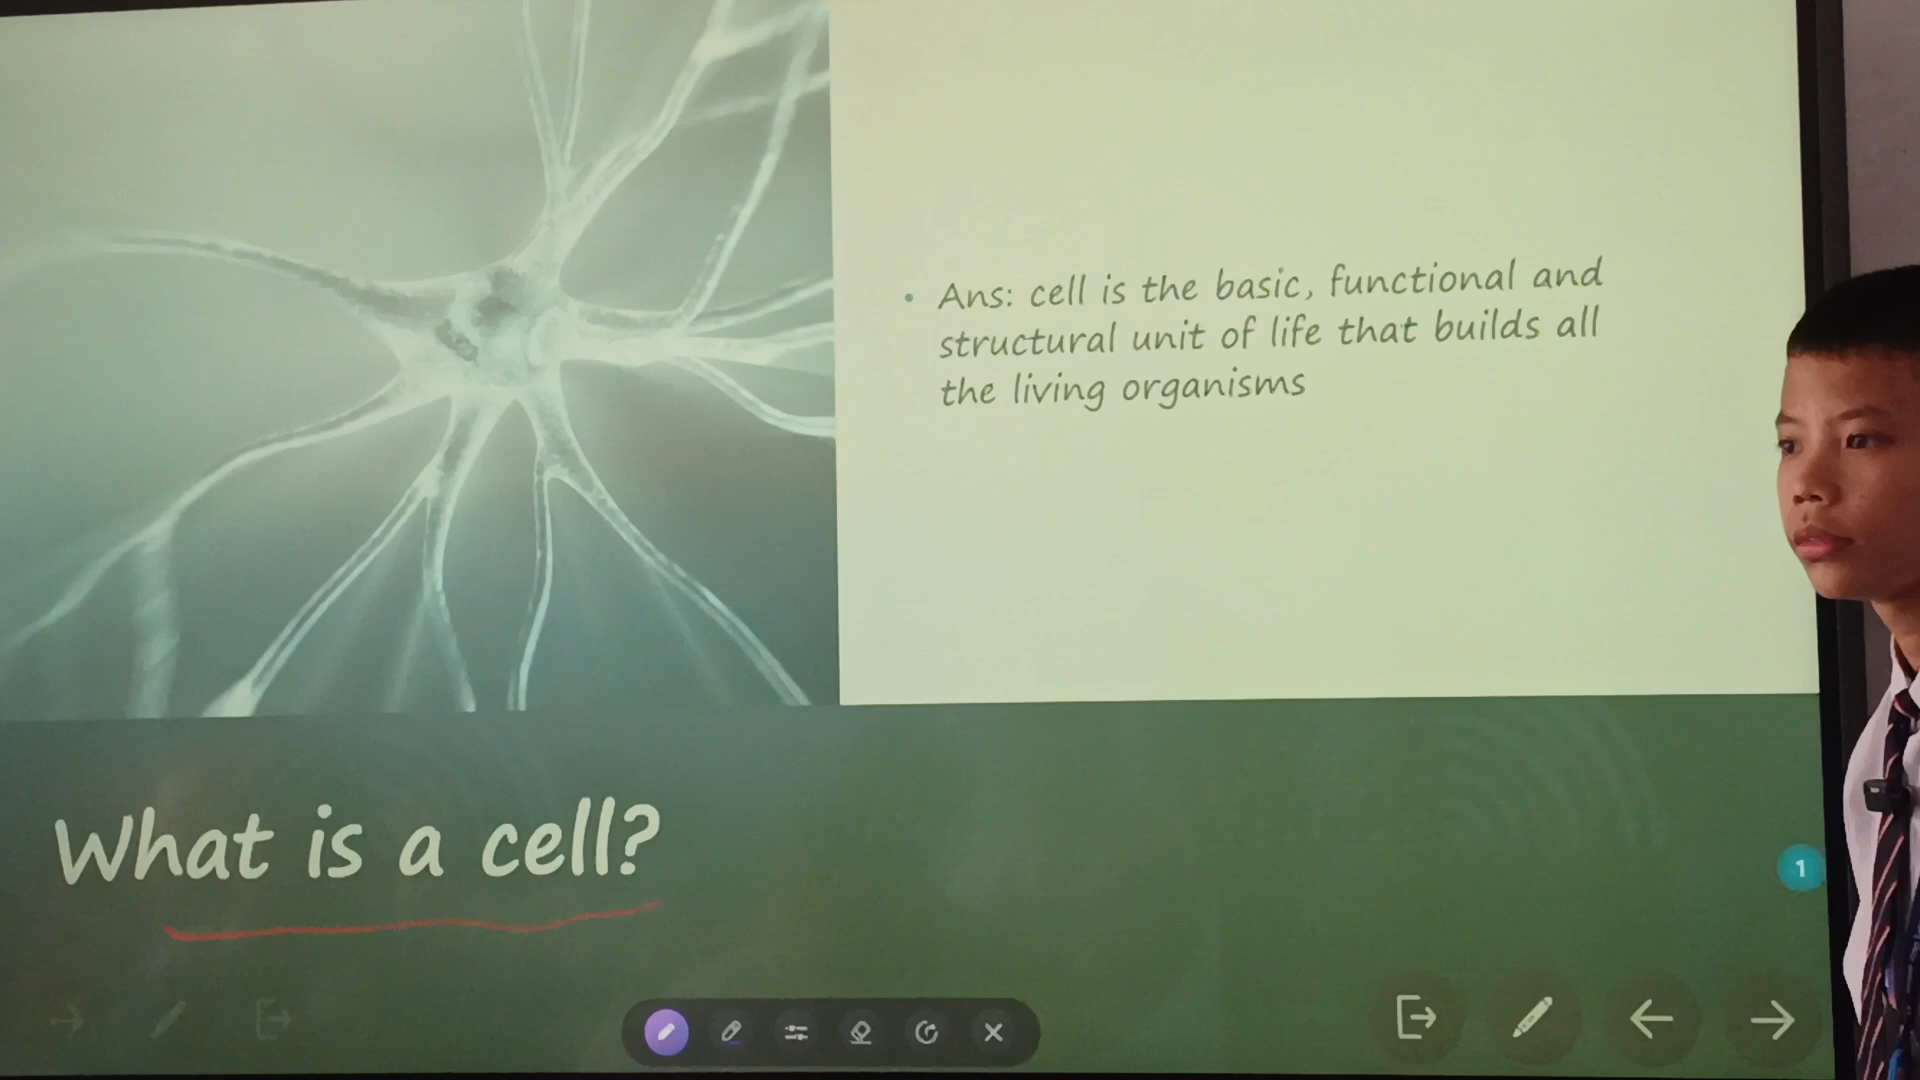 • Ans: cell is the basic, functional and
structural unit of life that builds all
the living organisms
What is a cell?
1